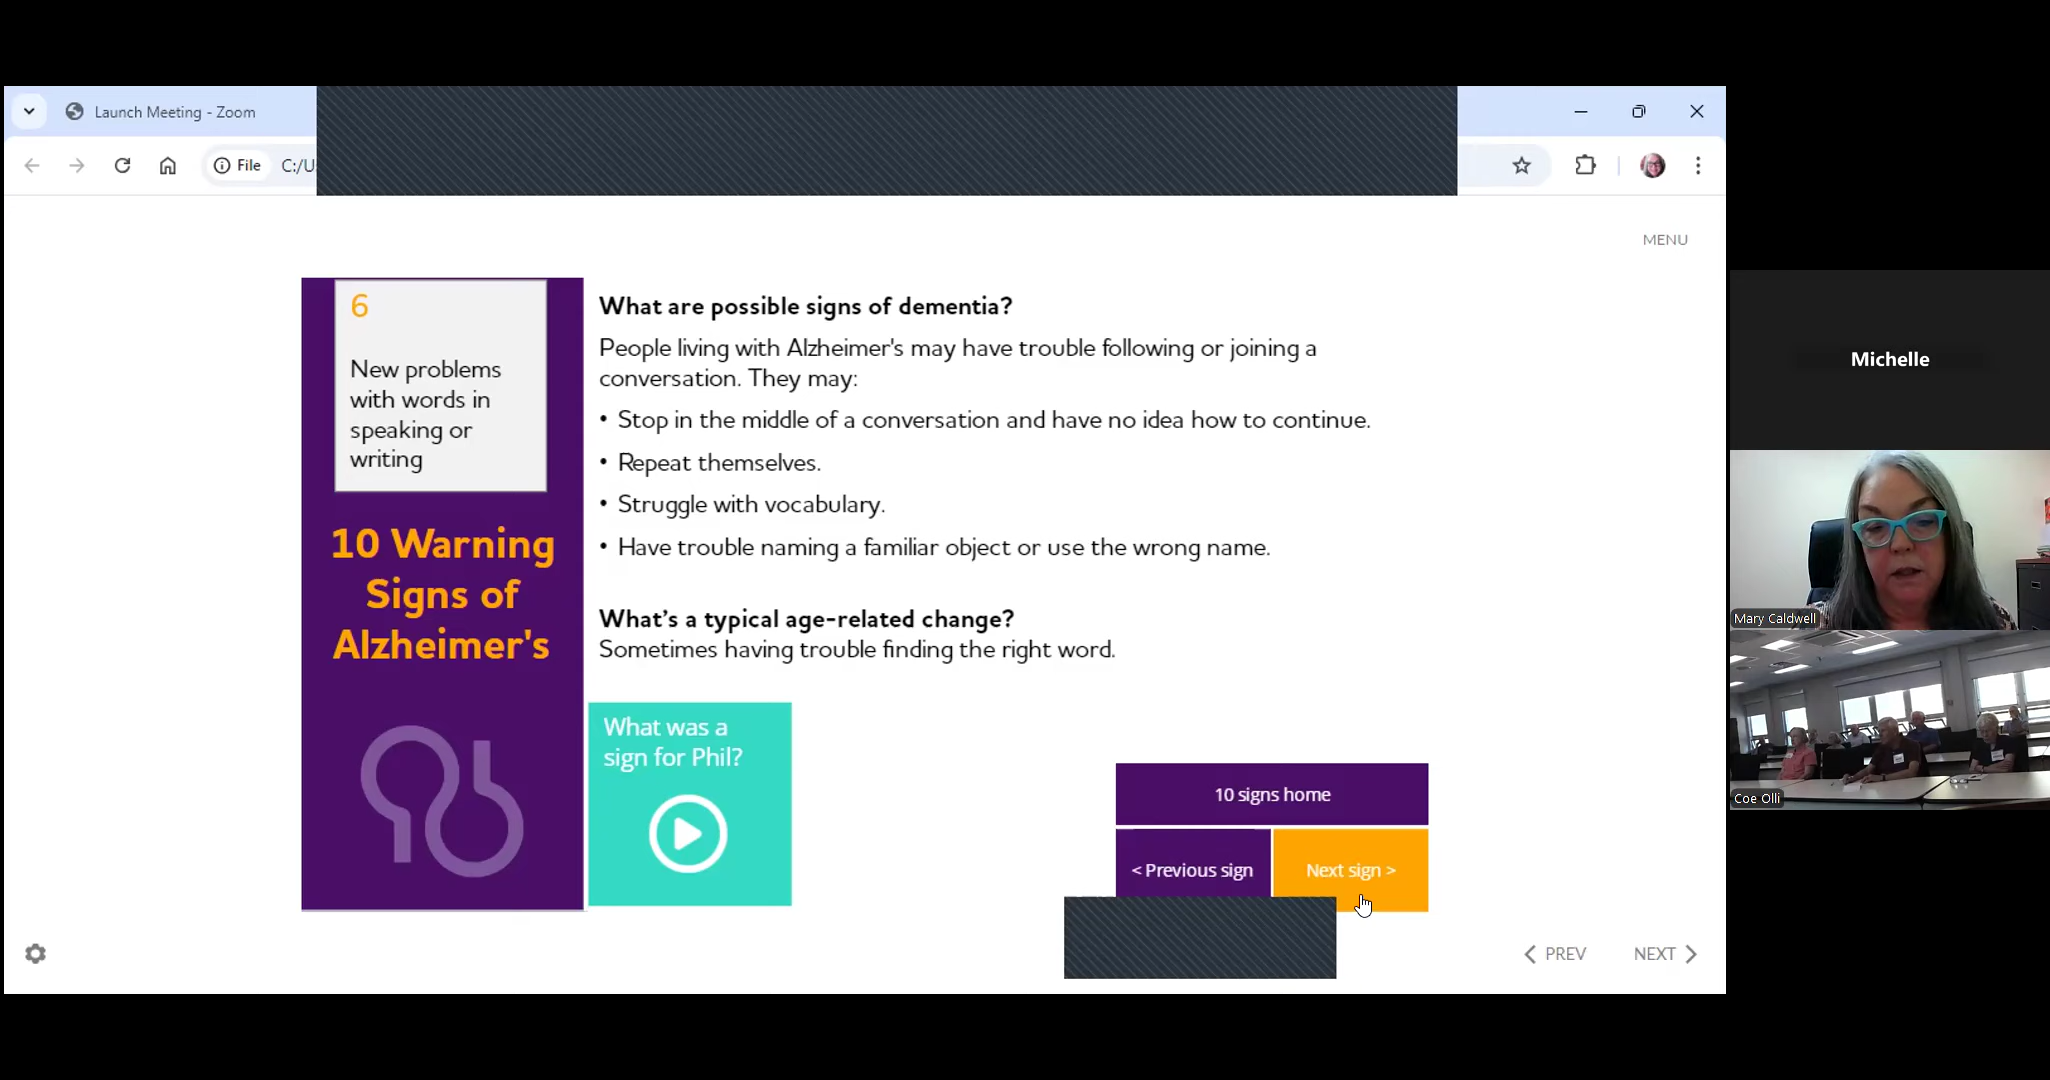 Launch Meeting - Zoom
File C:/U
MENU
6
New problems
with words in
speaking or
writing
10 Warning
Signs of
Alzheimer's
What are possible signs of dementia?
People living with Alzheimer's may have trouble following or joining a
conversation. They may:
• Stop in the middle of a conversation and have no idea how to continue.
• Repeat themselves.
• Struggle with vocabulary.
• Have trouble naming a familiar object or use the wrong name.
What’s a typical age-related change?
Sometimes having trouble finding the right word.
What was a
sign for Phil?
10 signs home
< Previous sign
Next sign >
PREV
NEXT
Michelle
Mary Caldwell
Coe Olli